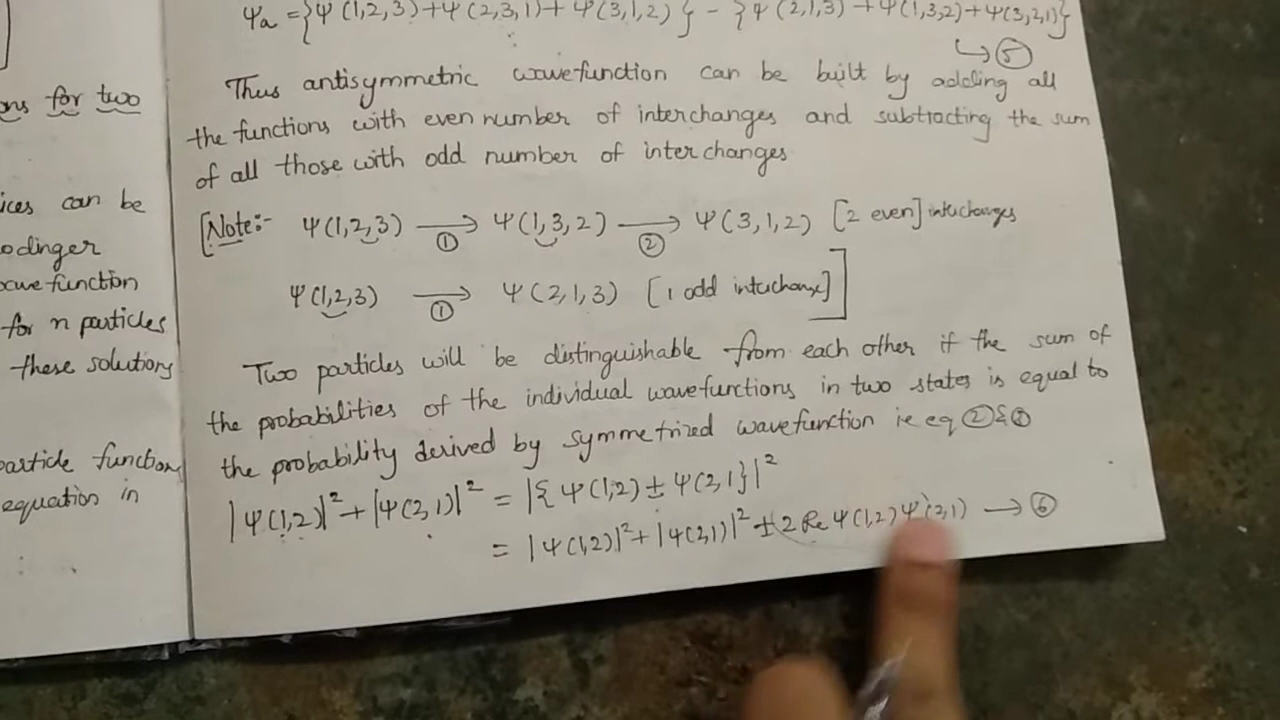 Ψa = {Ψ(1,2,3)+Ψ(2,3,1)+Ψ(3,1,2)} - {Ψ(2,1,3)+Ψ(1,3,2)+Ψ(3,2,1)}
↳ ⑤
Thus antisymmetric wavefunction can be built by adding all
the functions with even number of interchanges and subtracting the sum
of all those with odd number of interchanges
[Note:- Ψ(1,2,3) →① Ψ(1,3,2) →② Ψ(3,1,2) [2 even] interchanges
Ψ(1,2,3) →① Ψ(2,1,3) [1 odd interchange]]
Two particles will be distinguishable from each other if the sum of
the probabilities of the individual wavefunctions in two states is equal to
the probability derived by symmetrized wavefunction ie eq ②&
|Ψ(1,2)|² + |Ψ(2,1)|² = |{Ψ(1,2) ± Ψ(2,1)}|²
= |Ψ(1,2)|² + |Ψ(2,1)|² ± 2 Re Ψ(1,2) Ψ*(2,1) → ⑥
ons for two
ices can be
odinger
for n particles
these solutions
particle function
equation in